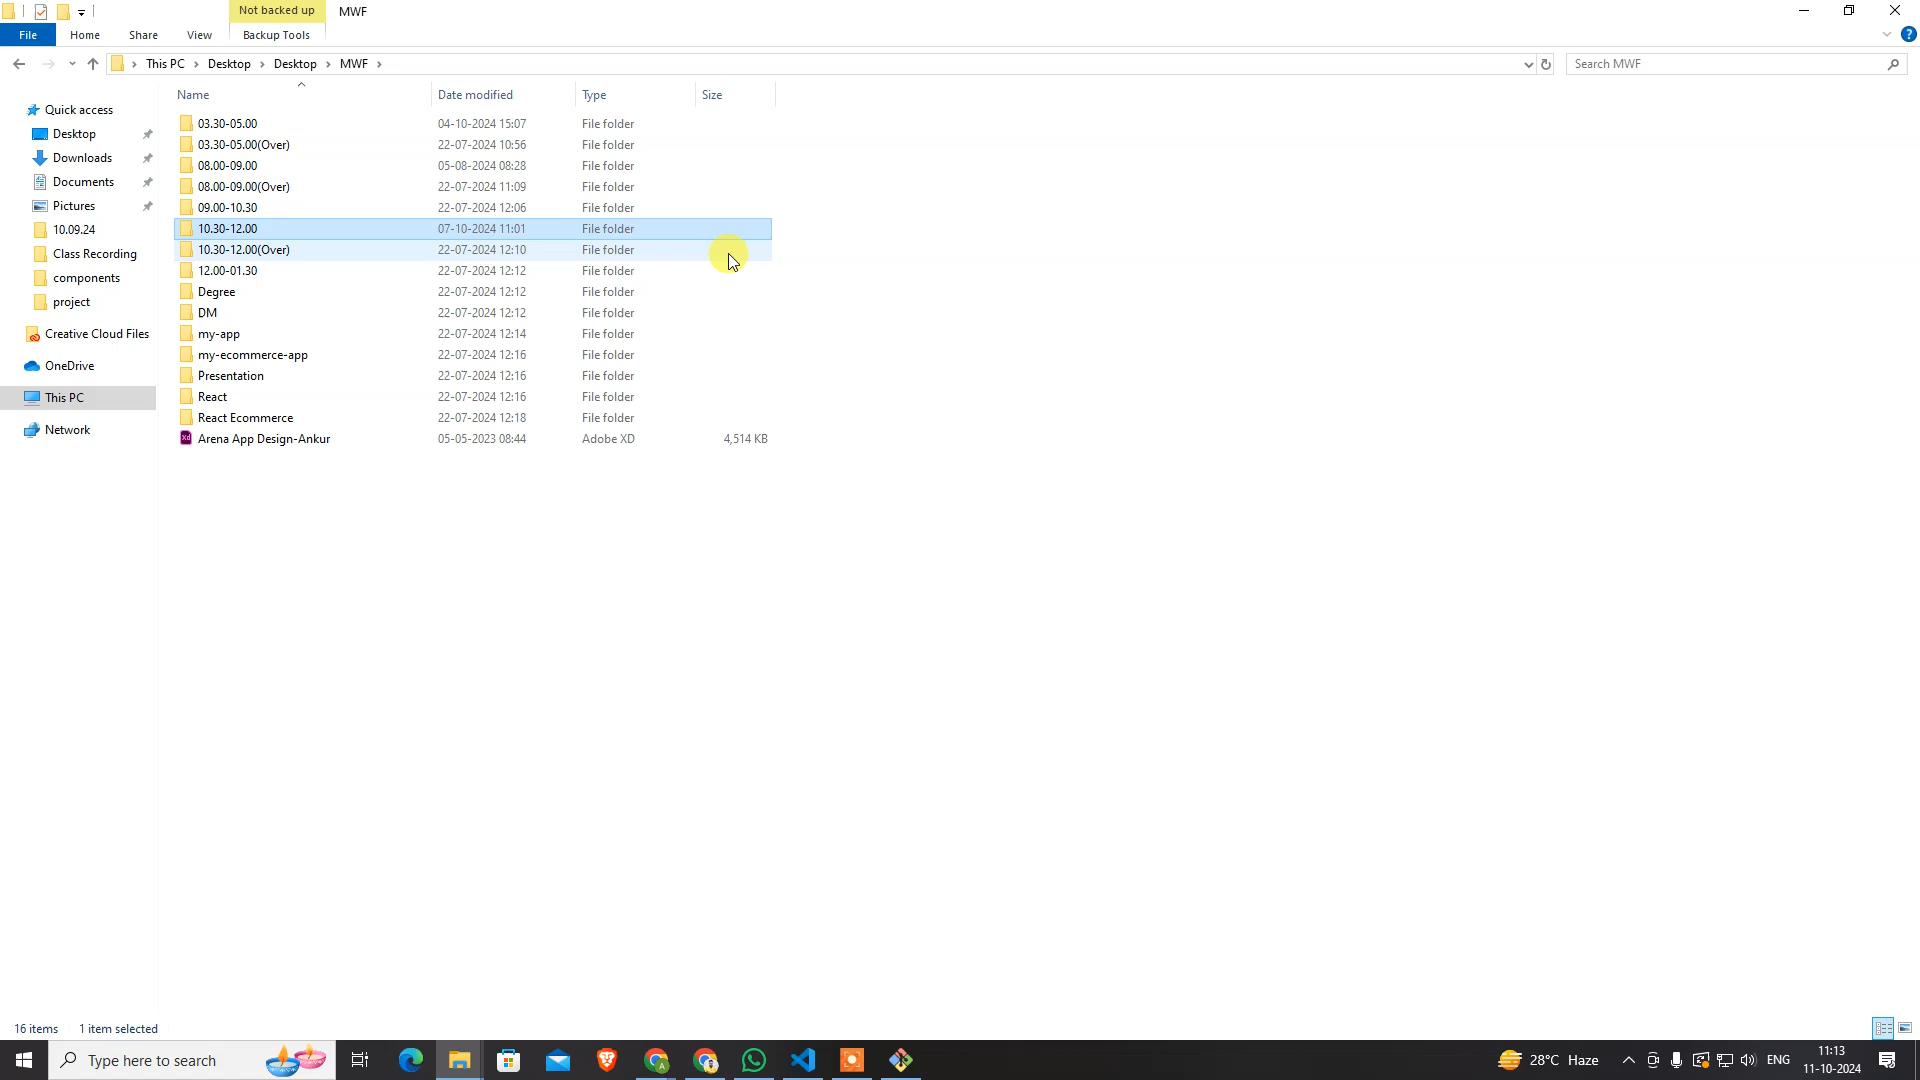 Not backed up MWF
File Home Share View Backup Tools
This PC Desktop Desktop MWF Search MWF
Name Date modified Type Size
Quick access
Desktop
Downloads
Documents
Pictures
10.09.24
Class Recording
components
project
Creative Cloud Files
OneDrive
This PC
Network
03.30-05.00 04-10-2024 15:07 File folder
03.30-05.00(Over) 22-07-2024 10:56 File folder
08.00-09.00 05-08-2024 08:28 File folder
08.00-09.00(Over) 22-07-2024 11:09 File folder
09.00-10.30 22-07-2024 12:06 File folder
10.30-12.00 07-10-2024 11:01 File folder
10.30-12.00(Over) 22-07-2024 12:10 File folder
12.00-01.30 22-07-2024 12:12 File folder
Degree 22-07-2024 12:12 File folder
DM 22-07-2024 12:12 File folder
my-app 22-07-2024 12:14 File folder
my-ecommerce-app 22-07-2024 12:16 File folder
Presentation 22-07-2024 12:16 File folder
React 22-07-2024 12:16 File folder
React Ecommerce 22-07-2024 12:18 File folder
Xd Arena App Design-Ankur 05-05-2023 08:44 Adobe XD 4,514 KB
16 items 1 item selected
Type here to search A 28°C Haze ENG 11:13
11-10-2024